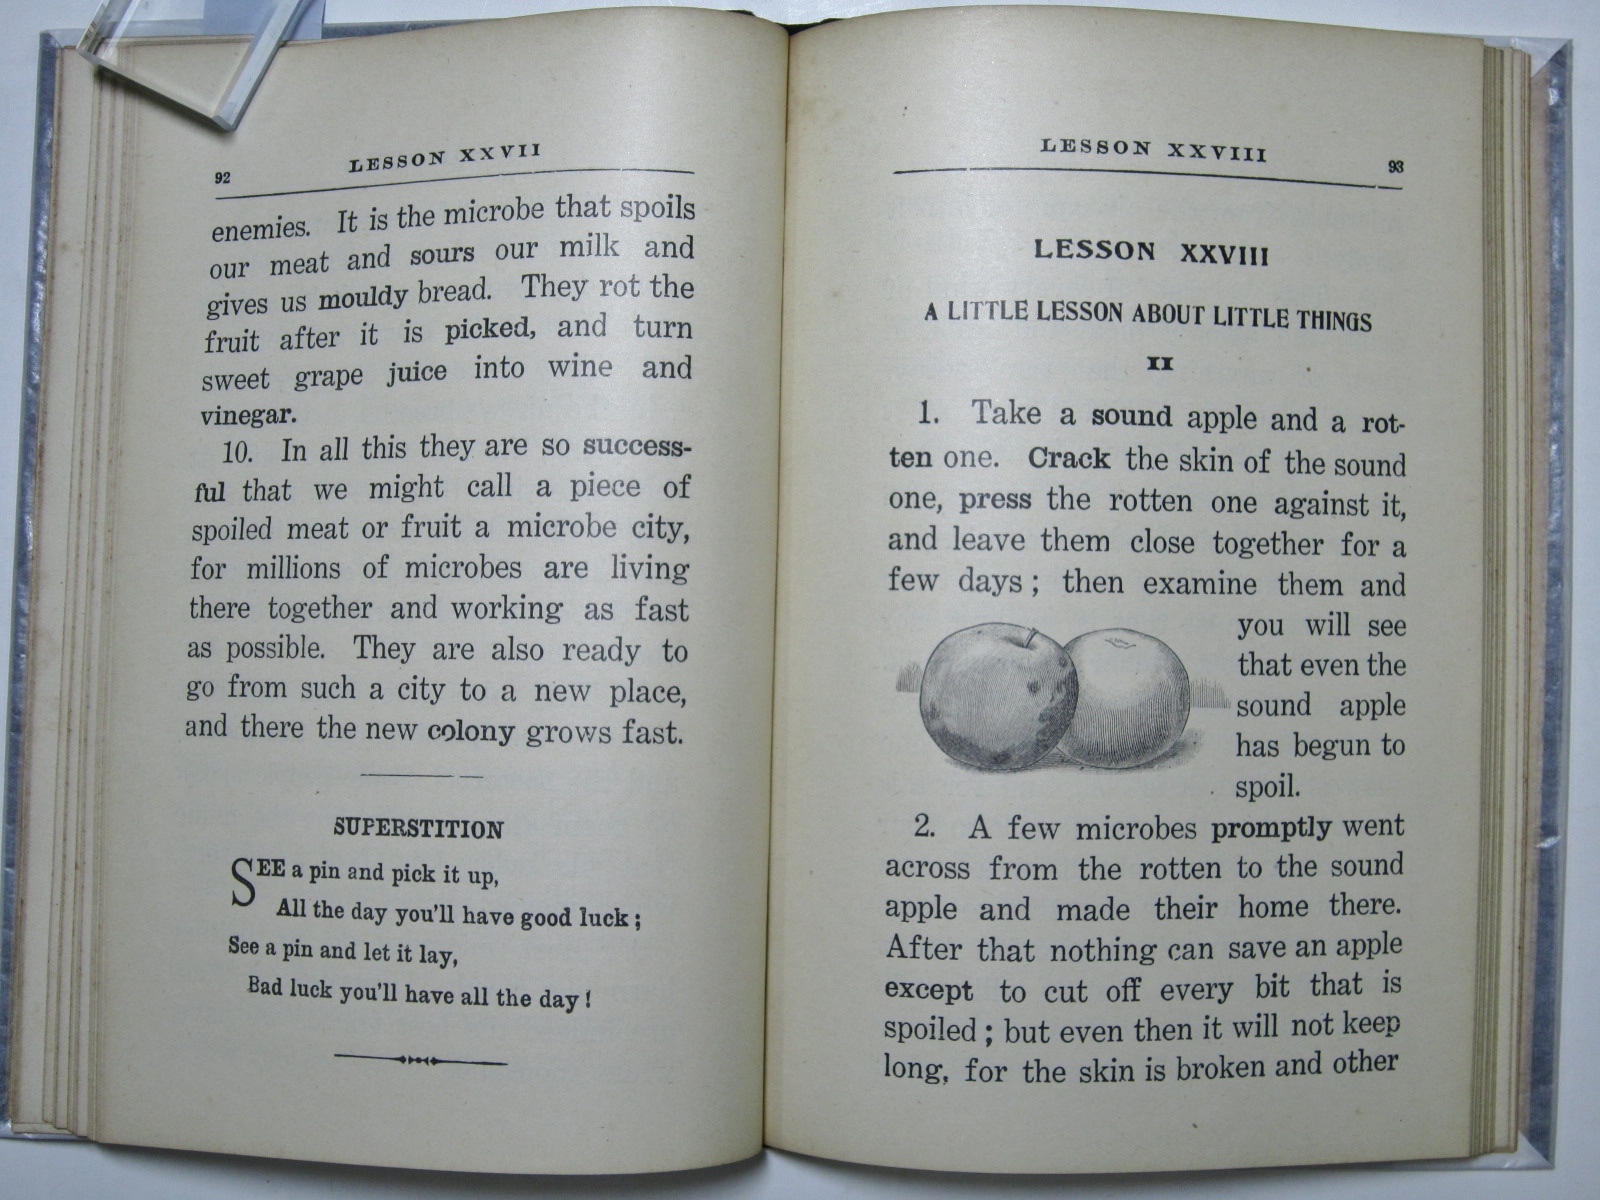 92
LESSON XXVII
enemies. It is the microbe that spoils
our meat and sours our milk and
gives us mouldy bread. They rot the
fruit after it is picked, and turn
sweet grape juice into wine and
vinegar.
10. In all this they are so success-
ful that we might call a piece of
spoiled meat or fruit a microbe city,
for millions of microbes are living
there together and working as fast
as possible. They are also ready to
go from such a city to a new place,
and there the new colony grows fast.
SUPERSTITION
SEE a pin and pick it up,
All the day you'll have good luck;
See a pin and let it lay,
Bad luck you'll have all the day!
LESSON XXVIII
93
LESSON XXVIII
A LITTLE LESSON ABOUT LITTLE THINGS
II
1. Take a sound apple and a rot-
ten one. Crack the skin of the sound
one, press the rotten one against it,
and leave them close together for a
few days; then examine them and
you will see
that even the
sound apple
has begun to
spoil.
2. A few microbes promptly went
across from the rotten to the sound
apple and made their home there.
After that nothing can save an apple
except to cut off every bit that is
spoiled; but even then it will not keep
long, for the skin is broken and other